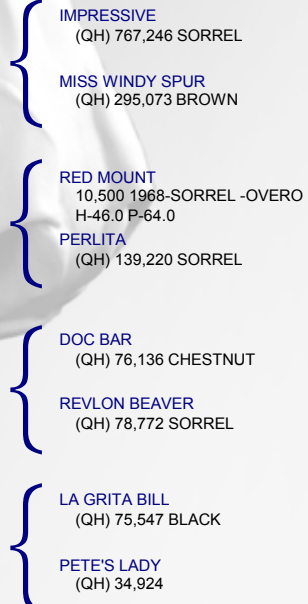 IMPRESSIVE
(QH) 767,246 SORREL
MISS WINDY SPUR
(QH) 295,073 BROWN
RED MOUNT
10,500 1968-SORREL -OVERO
H-46.0 P-64.0
PERLITA
(QH) 139,220 SORREL
DOC BAR
(QH) 76,136 CHESTNUT
REVLON BEAVER
(QH) 78,772 SORREL
LA GRITA BILL
(QH) 75,547 BLACK
PETE'S LADY
(QH) 34,924